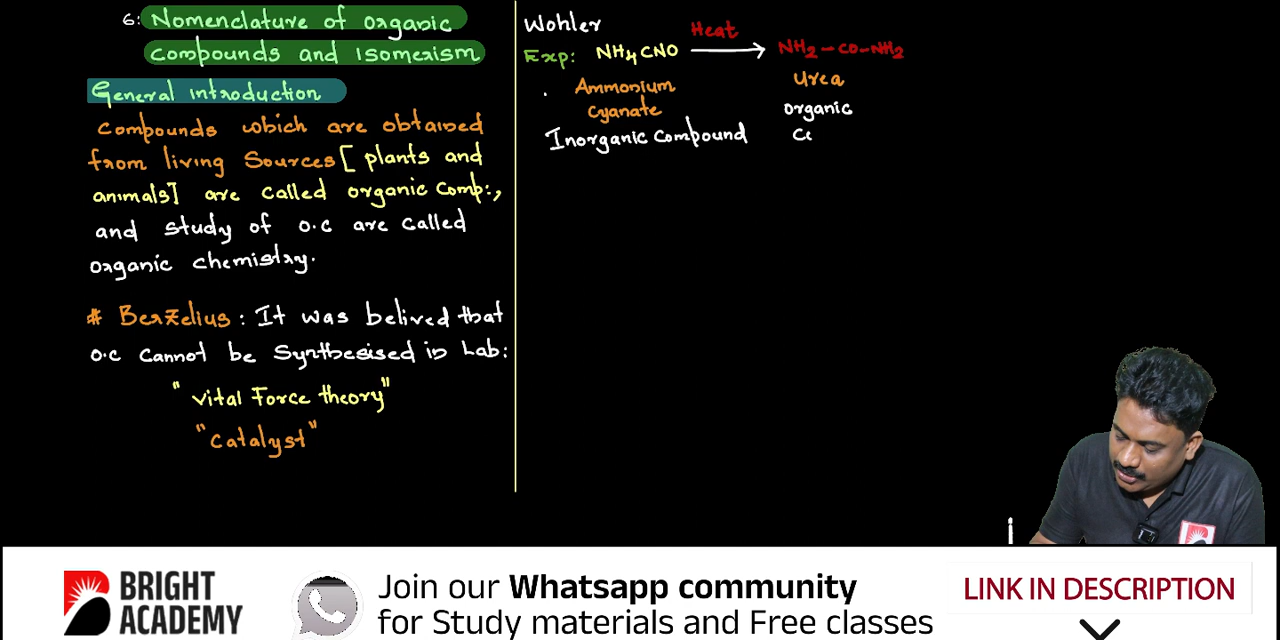 6: Nomenclature of organic
Compounds and Isomerism
General introduction
Compounds which are obtained
from living Sources [ plants and
animals] are called organic Comp:,
and study of o.c are called
organic chemistry.
# Berzelius : It was belived that
o.c cannot be Synthesised in Lab:
"Vital Force theory"
"Catalyst"
Wohler
Exp: NH4CNO Heat NH2-CO-NH2
Ammonium Urea
Cyanate organic
Inorganic Compound Co
BRIGHT
ACADEMY
Join our Whatsapp community
for Study materials and Free classes
LINK IN DESCRIPTION